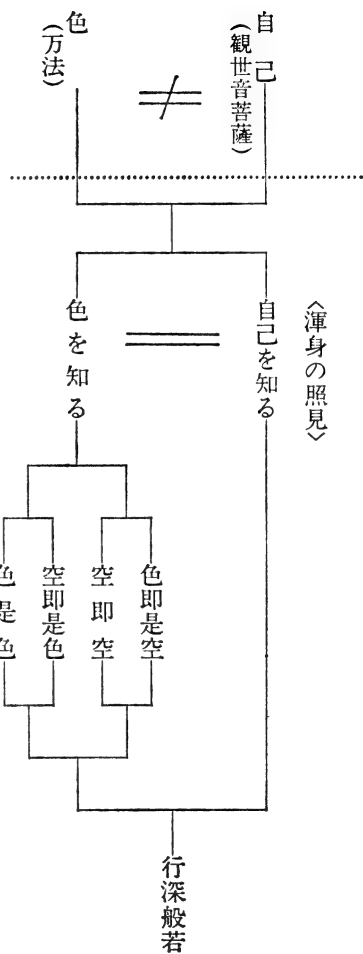 自己
(観世音菩薩)
≠
色
(万法)
〈渾身の照見〉
自己を知る
=
色を知る
色即是空
空即空
空即是色
色是色
行深般若